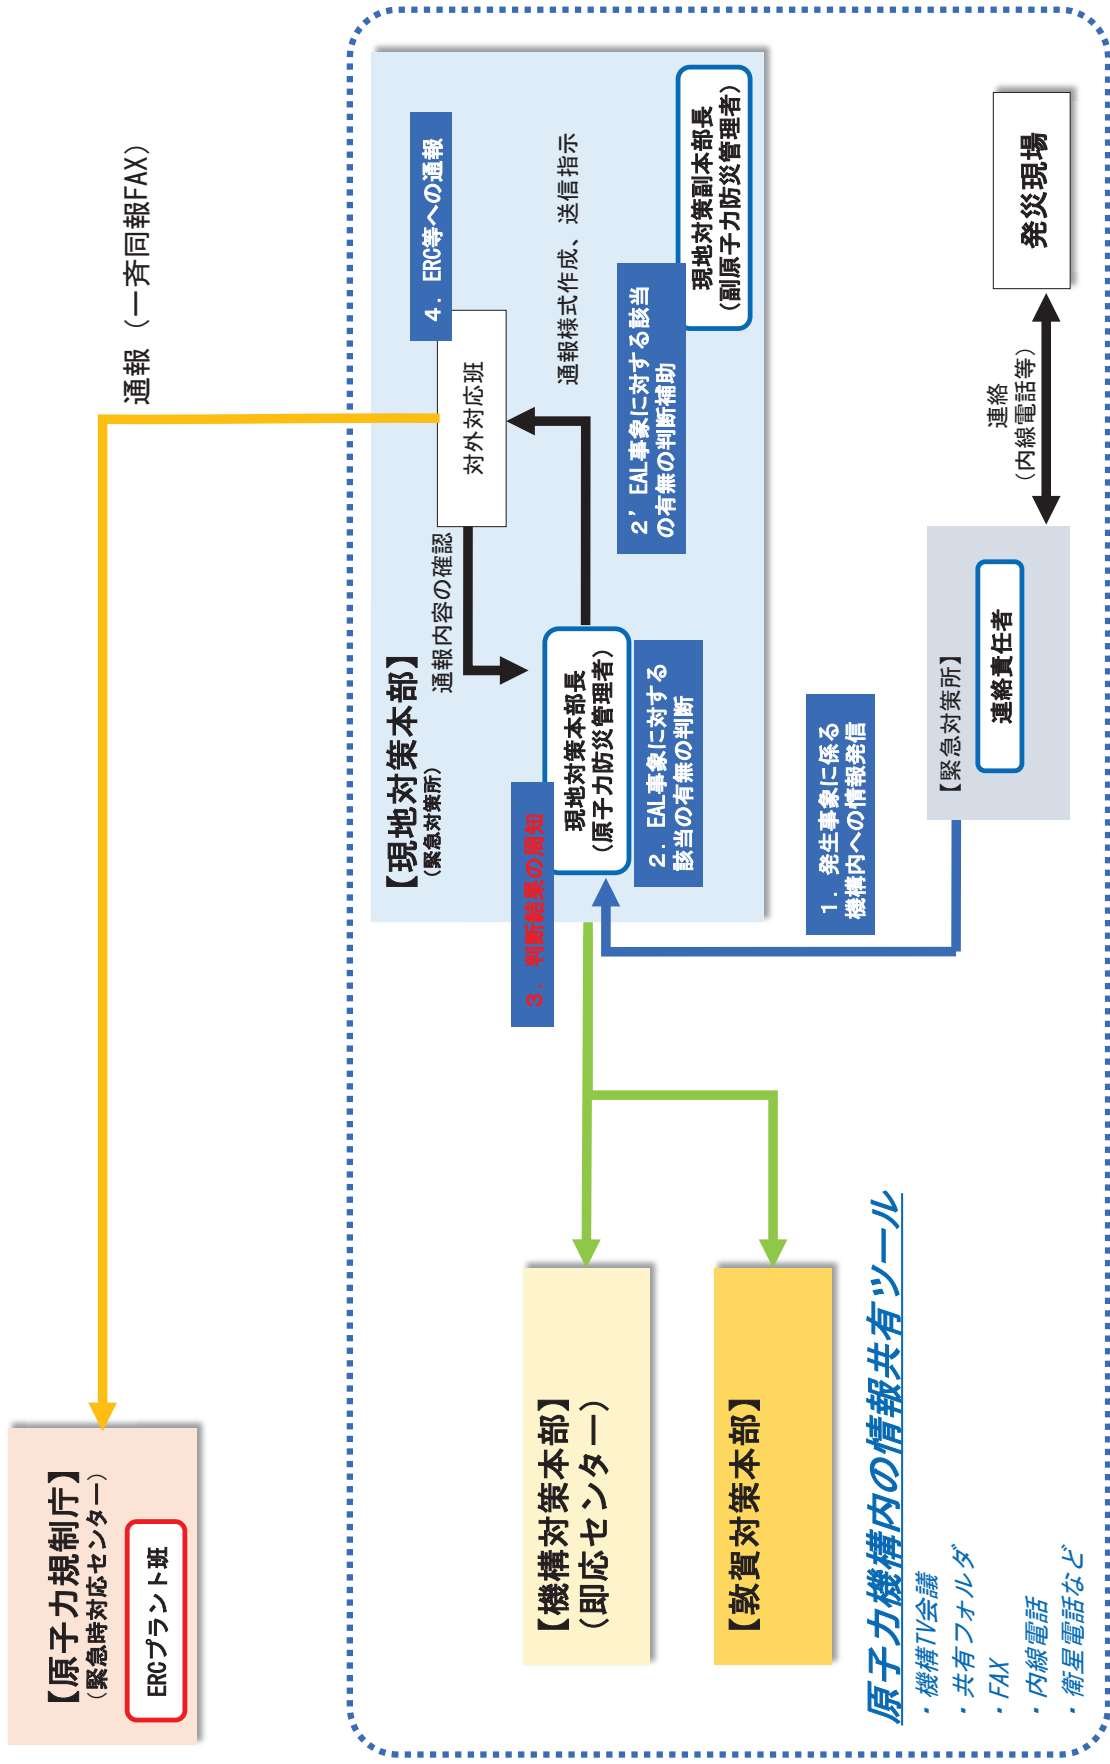 【原子力規制庁】
（緊急時対応センター）
ERCプラント班
通報（一斉同報FAX）
【現地対策本部】
（緊急対策所）
通報内容の確認
対外対応班
４．ERC等への通報
通報様式作成、送信指示
３．判断結果の周知
現地対策本部長
（原子力防災管理者）
２．EAL事象に対する
該当の有無の判断
２’EAL事象に対する該当
の有無の判断補助
現地対策副本部長
（副原子力防災管理者）
【機構対策本部】
（即応センター）
【敦賀対策本部】
１．発生事象に係る
機構内への情報発信
【緊急対策所】
連絡責任者
連絡
（内線電話等）
発災現場
原子力機構内の情報共有ツール
・機構TV会議
・共有フォルダ
・FAX
・内線電話
・衛星電話など